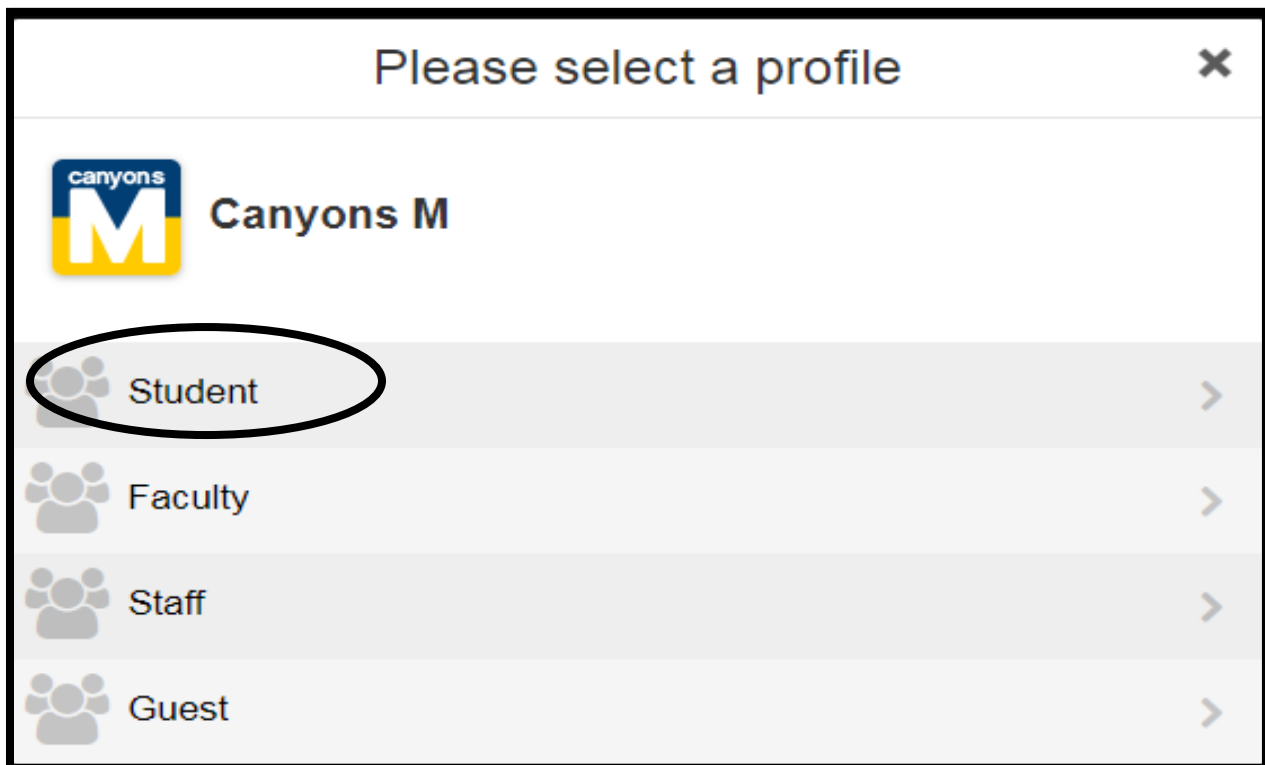 Please select a profile
canyons
M
Canyons M
Student
Faculty
Staff
Guest